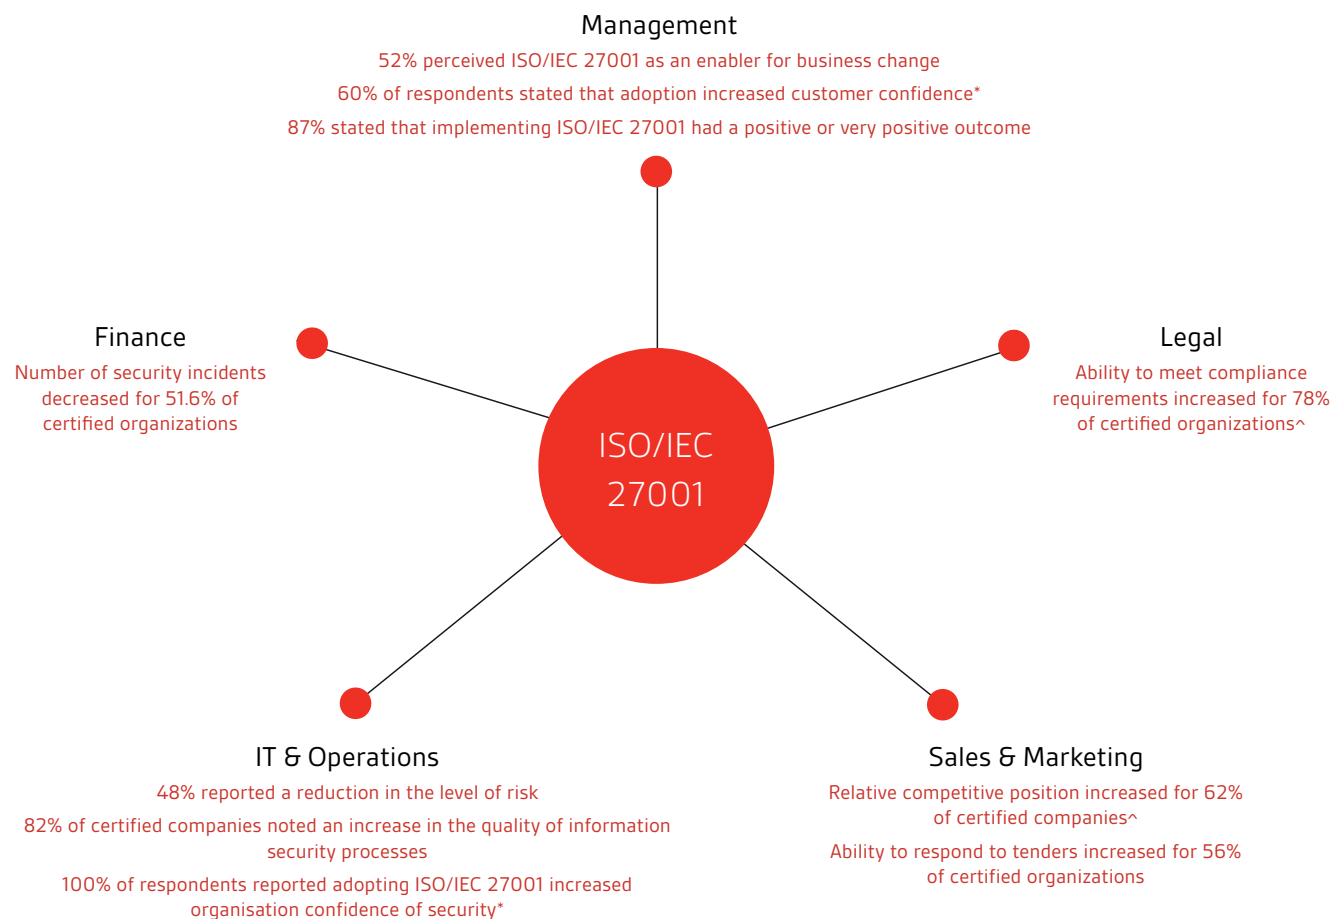 Management
52% perceived ISO/IEC 27001 as an enabler for business change
60% of respondents stated that adoption increased customer confidence*
87% stated that implementing ISO/IEC 27001 had a positive or very positive outcome
Finance
Number of security incidents
decreased for 51.6% of
certified organizations
Legal
Ability to meet compliance
requirements increased for 78%
of certified organizations^
ISO/IEC
27001
IT & Operations
48% reported a reduction in the level of risk
82% of certified companies noted an increase in the quality of information
security processes
100% of respondents reported adopting ISO/IEC 27001 increased
organisation confidence of security*
Sales & Marketing
Relative competitive position increased for 62%
of certified companies^
Ability to respond to tenders increased for 56%
of certified organizations